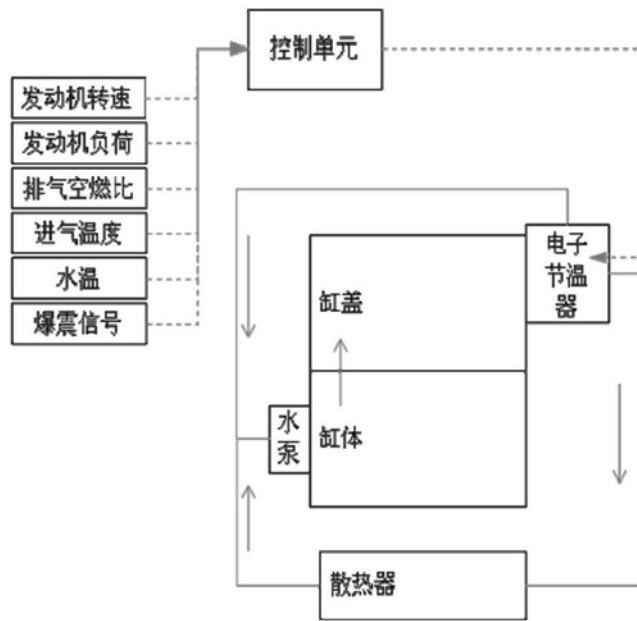 控制单元
发动机转速
发动机负荷
排气空燃比
进气温度
水温
爆震信号
电子
节温
器
缸盖
水
泵
缸体
散热器